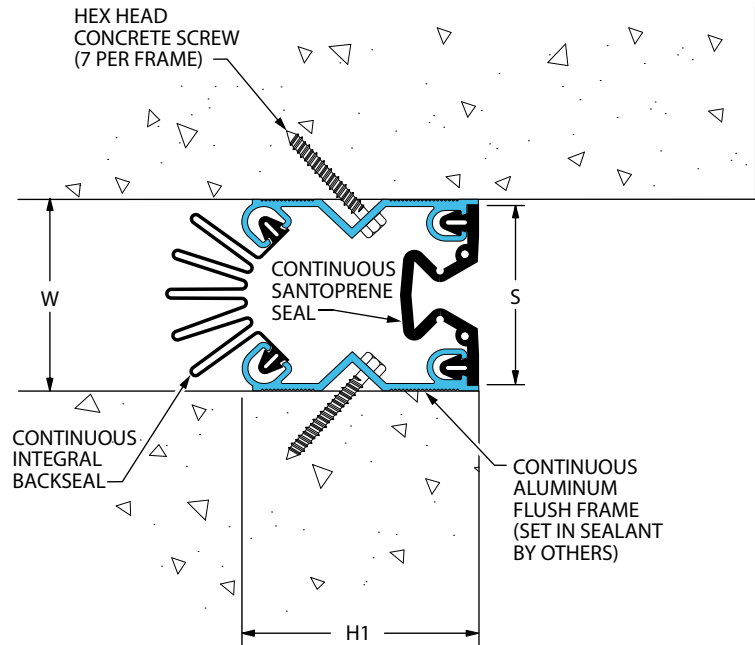 HEX HEAD
CONCRETE SCREW
(7 PER FRAME)
W
CONTINUOUS
SANTOPRENE
SEAL
S
CONTINUOUS
INTEGRAL
BACKSEAL
CONTINUOUS
ALUMINUM
FLUSH FRAME
(SET IN SEALANT
BY OTHERS)
H1